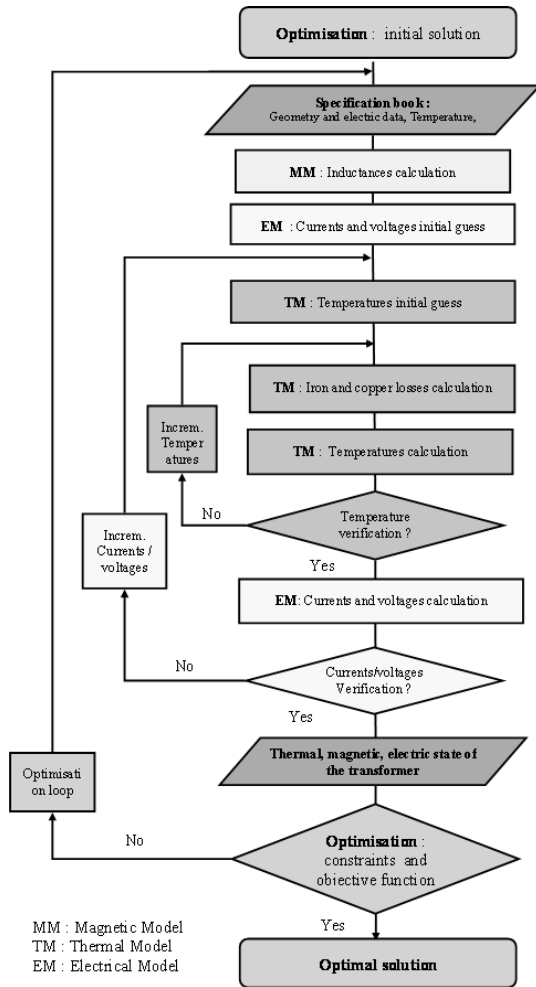 Optimisation : initial solution
Specification book :
Geometry and electric data, Temperature,
MM : Inductances calculation
EM : Currents and voltages initial guess
TM : Temperatures initial guess
TM : Iron and copper losses calculation
Increm.
Temper
atures
TM : Temperatures calculation
No
Temperature
verification ?
Increm.
Currents /
voltages
Yes
EM: Currents and voltages calculation
No
Currents/voltages
Verification ?
Yes
Thermal, magnetic, electric state of
the transformer
Optimisati
on loop
No
Optimisation :
constraints and
objective function
Yes
MM : Magnetic Model
TM : Thermal Model
EM : Electrical Model
Optimal solution